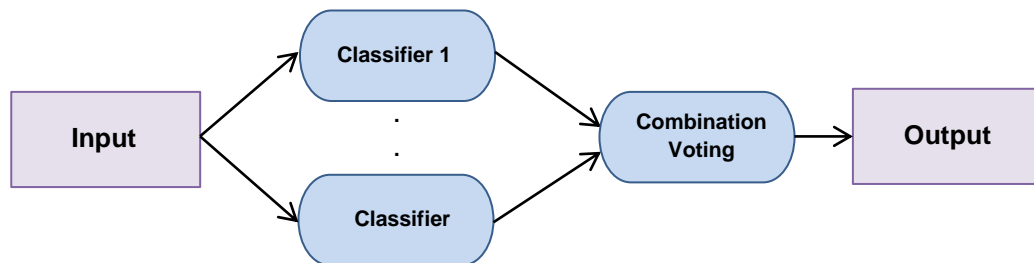 Input
Classifier 1
.
.
Classifier
Combination
Voting
Output